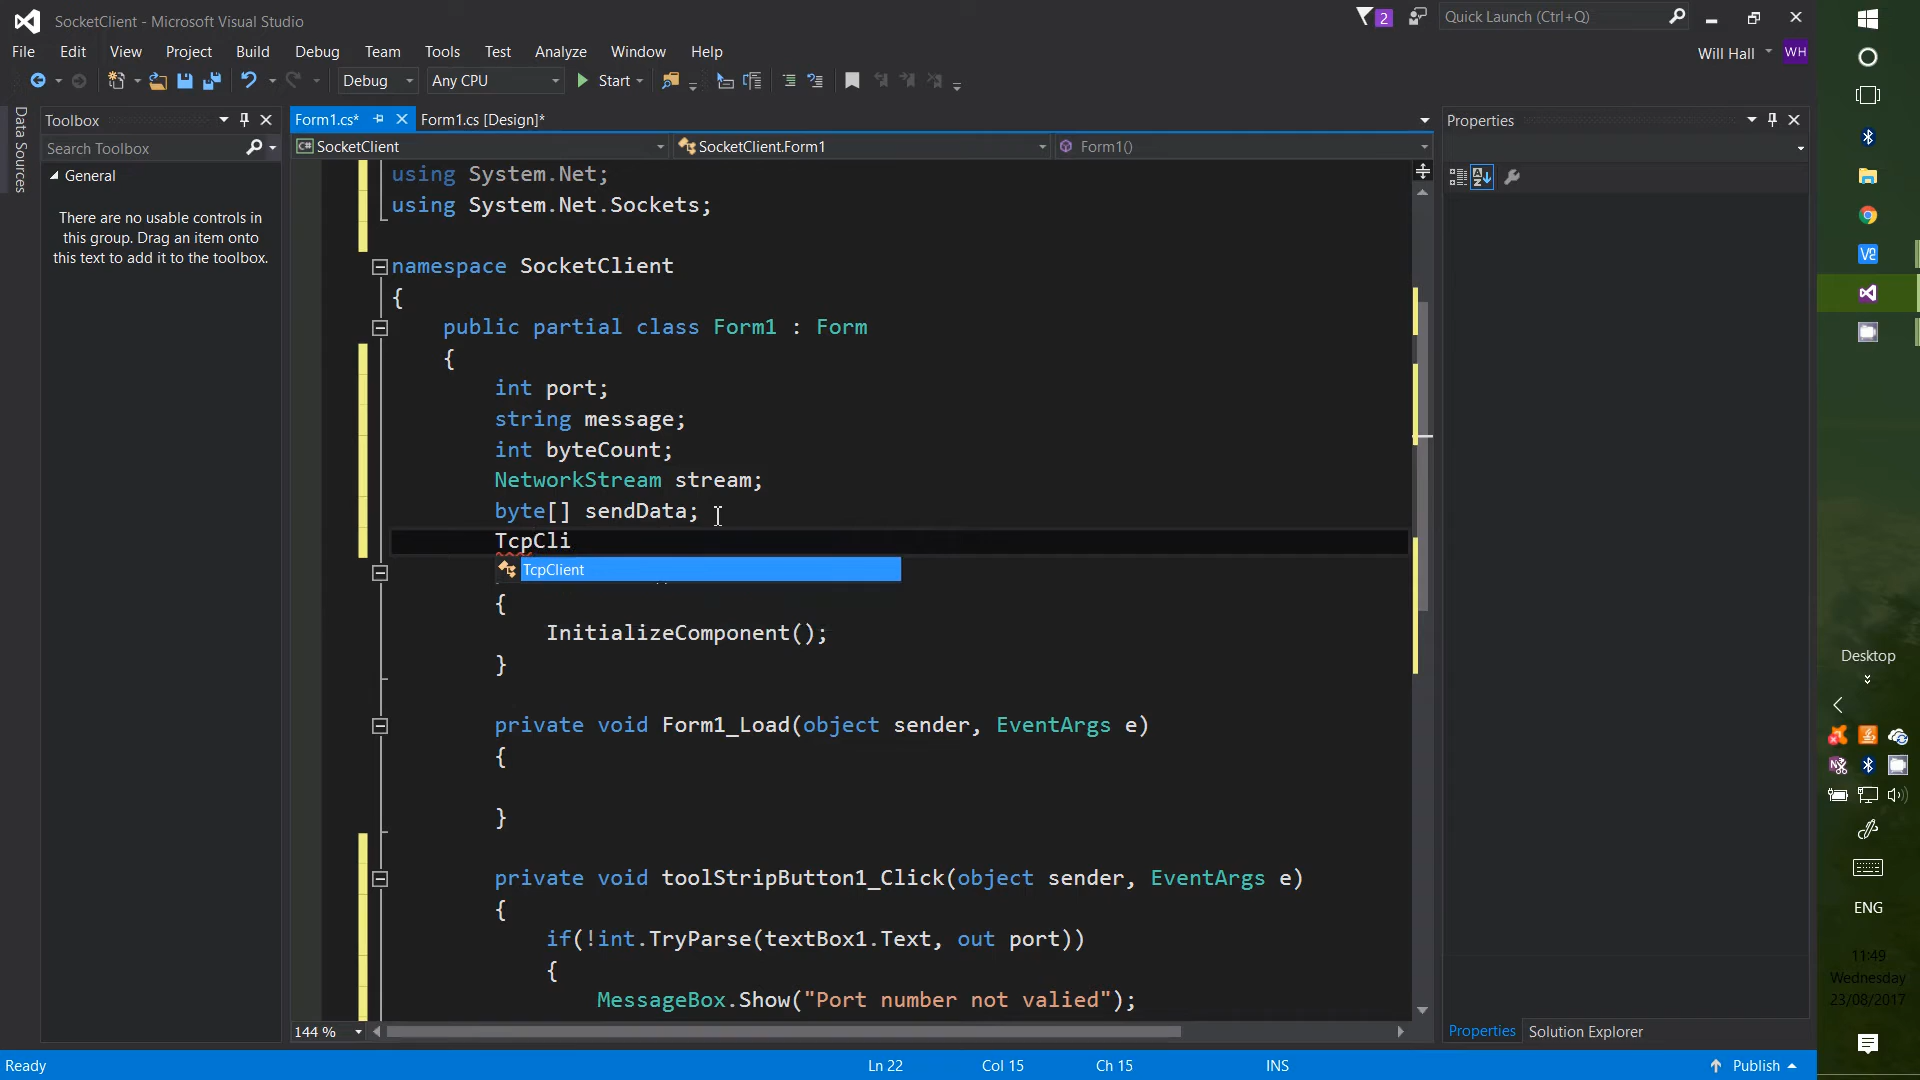 SocketClient - Microsoft Visual Studio
2
Quick Launch (Ctrl+Q)
File Edit View Project Build Debug Team Tools Test Analyze Window Help
Will Hall
WH
Debug
Any CPU
Start
Data Sources
Toolbox
Search Toolbox
General
There are no usable controls in
this group. Drag an item onto
this text to add it to the toolbox.
Form1.cs*
Form1.cs [Design]*
C# SocketClient
SocketClient.Form1
Form1()
using System.Net;
using System.Net.Sockets;
namespace SocketClient
{
public partial class Form1 : Form
{
int port;
string message;
int byteCount;
NetworkStream stream;
byte[] sendData;
TcpCli
TcpClient
{
InitializeComponent();
}
private void Form1_Load(object sender, EventArgs e)
{
}
private void toolStripButton1_Click(object sender, EventArgs e)
{
if(!int.TryParse(textBox1.Text, out port))
{
MessageBox.Show("Port number not valied");
144 %
Properties
Properties
Solution Explorer
Ready
Ln 22
Col 15
Ch 15
INS
Publish
Desktop
ENG
11:49
Wednesday
23/08/2017